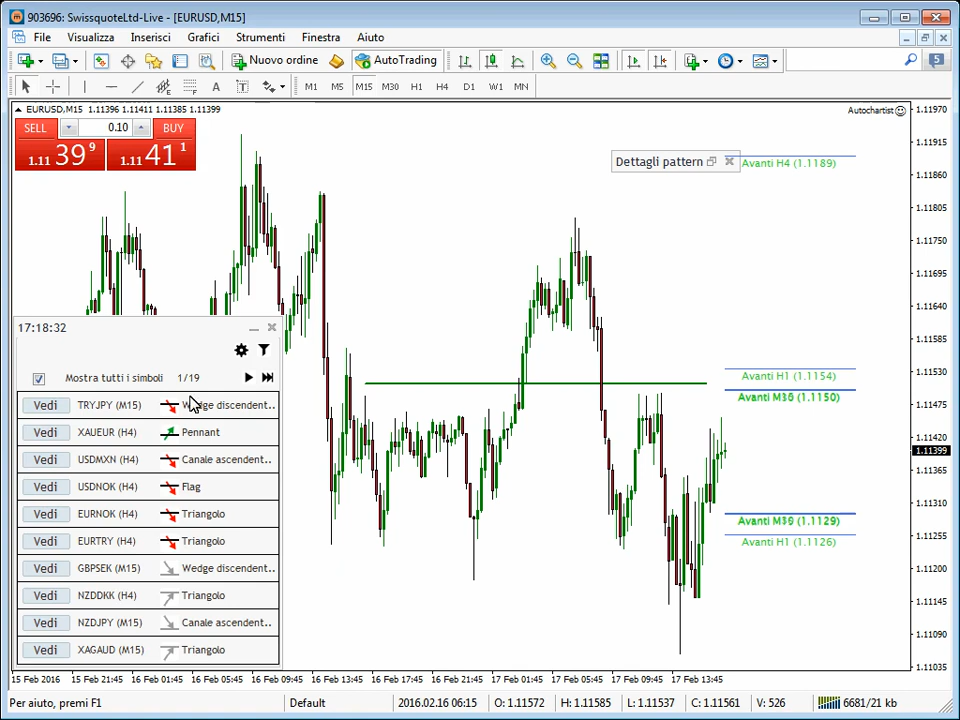 903696: SwissquoteLtd-Live - [EURUSD,M15]
File Visualizza Inserisci Grafici Strumenti Finestra Aiuto
Nuovo ordine AutoTrading 5
A T M1 M5 M15 M30 H1 H4 D1 W1 MN
EURUSD,M15 1.11396 1.11411 1.11385 1.11399
Autochartist
SELL 0.10 BUY
1.11 39 9 1.11 41 1
Dettagli pattern
Avanti H4 (1.1189)
Avanti H1 (1.1154)
(1.1150)
(1.1129)
Avanti H1 (1.1126)
1.11970
1.11915
1.11860
1.11805
1.11750
1.11695
1.11640
1.11585
1.11530
1.11475
1.11420
1.11399
1.11365
1.11310
1.11255
1.11200
1.11145
1.11090
1.11035
17:18:32
Mostra tutti i simboli 1/19
Vedi TRYJPY (M15) Wedge discendent..
Vedi XAUEUR (H4) Pennant
Vedi USDMXN (H4) Canale ascendent..
Vedi USDNOK (H4) Flag
Vedi EURNOK (H4) Triangolo
Vedi EURTRY (H4) Triangolo
Vedi GBPSEK (M15) Wedge discendent..
Vedi NZDDKK (H4) Triangolo
Vedi NZDJPY (M15) Canale ascendent..
Vedi XAGAUD (M15) Triangolo
15 Feb 2016 15 Feb 21:45 16 Feb 01:45 16 Feb 05:45 16 Feb 09:45 16 Feb 13:45 16 Feb 17:45 16 Feb 21:45 17 Feb 01:45 17 Feb 05:45 17 Feb 09:45 17 Feb 13:45
Per aiuto, premi F1 Default 2016.02.16 06:15 O: 1.11572 H: 1.11585 L: 1.11537 C: 1.11561 V: 526 6681/21 kb